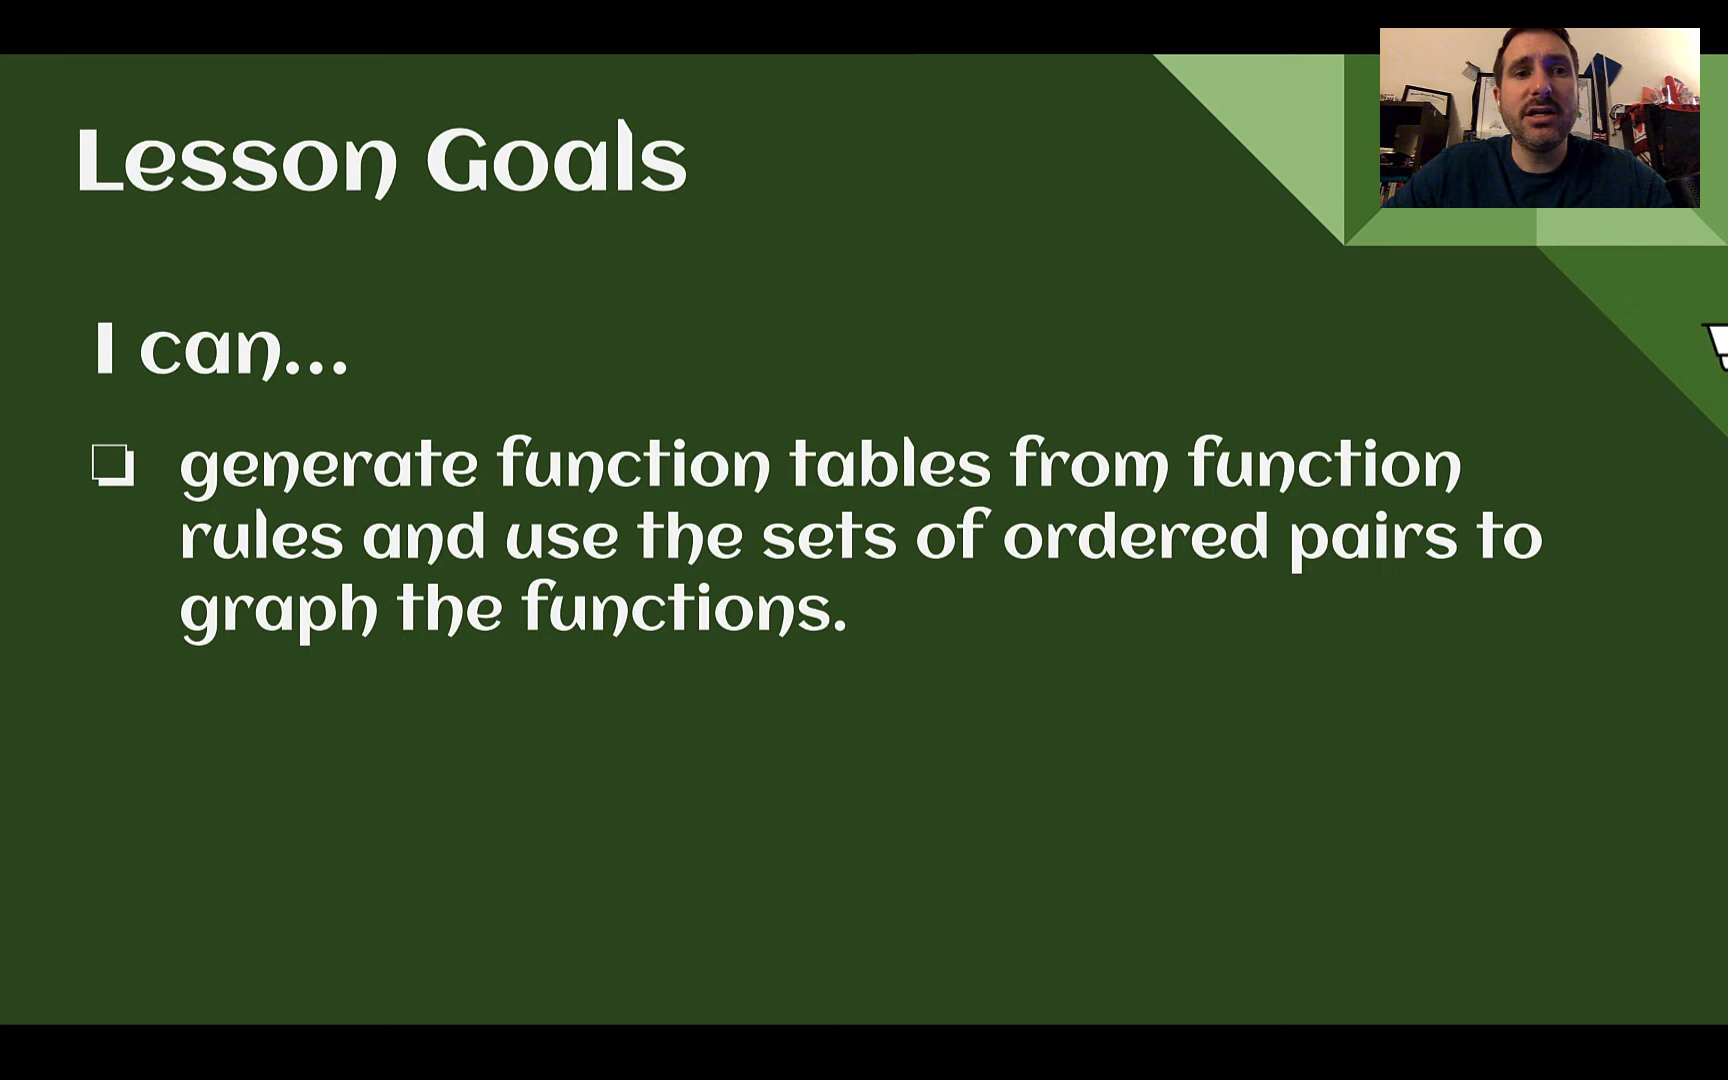 Lesson Goals
I can...
generate function tables from function
rules and use the sets of ordered pairs to
graph the functions.